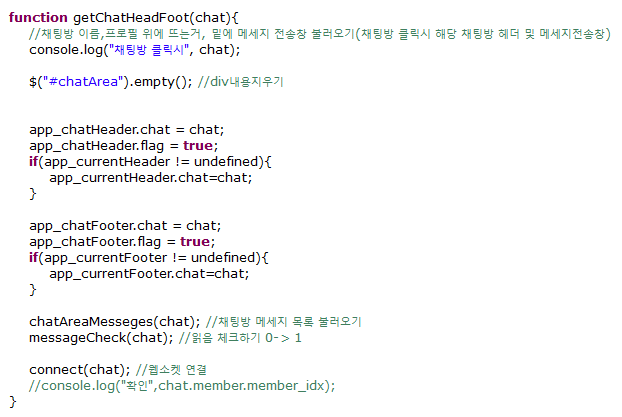 function getChatHeadFoot(chat){
//채팅방 이름,프로필 위에 뜨는거, 밑에 메세지 전송창 불러오기(채팅방 클릭시 해당 채팅방 헤더 및 메세지전송창)
console.log("채팅방 클릭시", chat);
$("#chatArea").empty(); //div내용지우기
app_chatHeader.chat = chat;
app_chatHeader.flag = true;
if(app_currentHeader != undefined){
app_currentHeader.chat=chat;
}
app_chatFooter.chat = chat;
app_chatFooter.flag = true;
if(app_currentFooter != undefined){
app_currentFooter.chat=chat;
}
chatAreaMesseges(chat); //채팅방 메세지 목록 불러오기
messageCheck(chat); //읽음 체크하기 0-> 1
connect(chat); //웹소켓 연결
//console.log("확인",chat.member.member_idx);
}